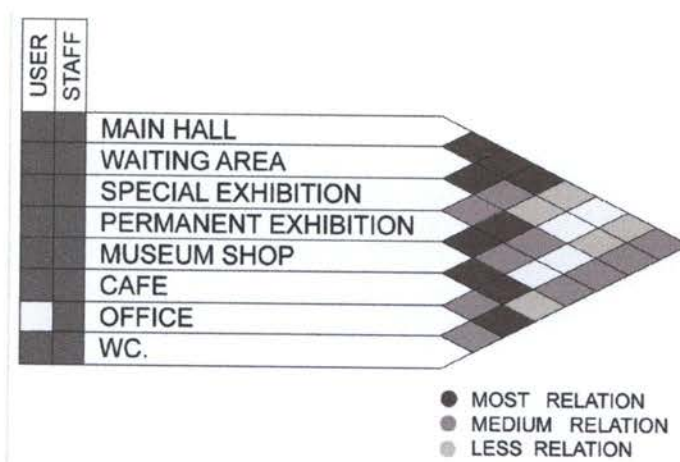 USER
STAFF
MAIN HALL
WAITING AREA
SPECIAL EXHIBITION
PERMANENT EXHIBITION
MUSEUM SHOP
CAFE
OFFICE
WC.
MOST RELATION
MEDIUM RELATION
LESS RELATION